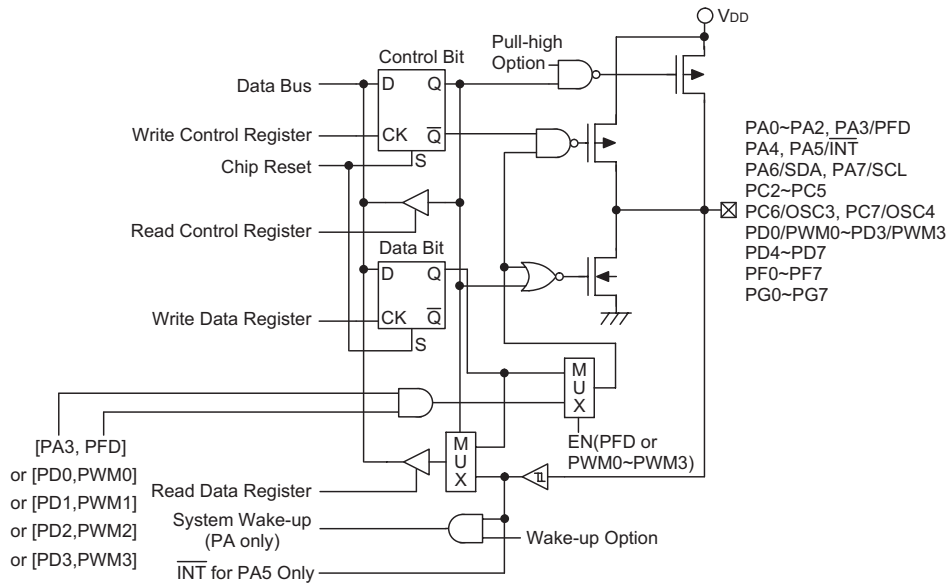 VDD
Pull-high
Option
Control Bit
Data Bus
D
Q
Write Control Register
CK
Q̅
Chip Reset
S
Read Control Register
Data Bit
D
Q
Write Data Register
CK
Q̅
S
PA0~PA2, PA3/PFD
PA4, PA5/I̅N̅T̅
PA6/SDA, PA7/SCL
PC2~PC5
PC6/OSC3, PC7/OSC4
PD0/PWM0~PD3/PWM3
PD4~PD7
PF0~PF7
PG0~PG7
MUX
EN(PFD or
PWM0~PWM3)
[PA3, PFD]
or [PD0,PWM0]
or [PD1,PWM1]
or [PD2,PWM2]
or [PD3,PWM3]
MUX
Read Data Register
System Wake-up
(PA only)
Wake-up Option
I̅N̅T̅ for PA5 Only